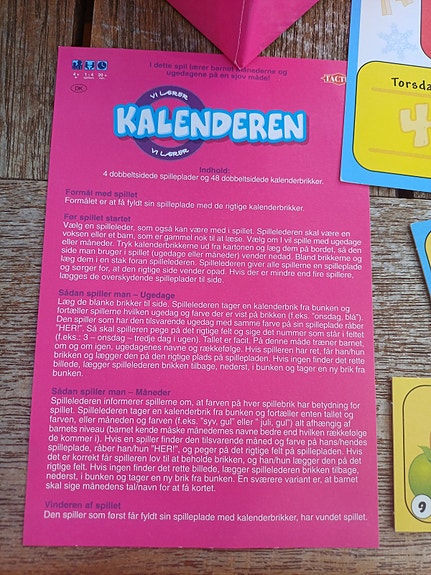 I dette spil lærer barnet månederne og
ugedagene på en sjov måde!
4+ 1-4 20+
TACTIC
DK
VI LÆRER
KALENDEREN
VI LÆRER
Indhold:
4 dobbeltsidede spilleplader og 48 dobbeltsidede kalenderbrikker.
Formål med spillet
Formålet er at få fyldt sin spilleplade med de rigtige kalenderbrikker.
Før spillet startet
Vælg en spilleleder, som også kan være med i spillet. Spillelederen skal være en
voksen eller et barn, som er gammel nok til at læse. Vælg om I vil spille med ugedage
eller måneder. Tryk kalenderbrikkerne ud fra kartonen og læg dem på bordet, så den
side man bruger i spillet (ugedage eller måneder) vender nedad. Bland brikkerne og
læg dem i en stak foran spillelederen. Spillelederen giver alle spillerne en spilleplade
og sørger for, at den rigtige side vender opad. Hvis der er mindre end fire spillere,
lægges de overskydende spilleplader til side.
Sådan spiller man – Ugedage
Læg de blanke brikker til side. Spillelederen tager en kalenderbrik fra bunken og
fortæller spillerne hvilken ugedag og farve der er vist på brikken (f.eks. "onsdag, blå").
Den spiller som har den tilsvarende ugedag med samme farve på sin spilleplade råber
"HER!". Så skal spilleren pege på det rigtige felt og sige det nummer som står i feltet
(f.eks.: 3 – onsdag – tredje dag i ugen). Tallet er facit. På denne måde træner barnet,
om og om igen, ugedagenes navne og rækkefølge. Hvis spilleren har ret, får han/hun
brikken og lægger den på den rigtige plads på spillepladen. Hvis ingen finder det rette
billede, lægger spillelederen brikken tilbage, nederst, i bunken og tager en ny brik fra
bunken.
Sådan spiller man – Måneder
Spillelederen informerer spillerne om, at farven på hver spillebrik har betydning for
spillet. Spillelederen tager en kalenderbrik fra bunken og fortæller enten tallet og
farven, eller måneden og farven (f.eks. "syv, gul" eller " juli, gul") alt afhængig af
barnets niveau (barnet kende måske månedernes navne bedre end hvilken rækkefølge
de kommer i). Hvis en spiller finder den tilsvarende måned og farve på hans/hendes
spilleplade, råber han/hun "HER!", og peger på det rigtige felt på spillepladen. Hvis
det er korrekt får spilleren lov til at beholde brikken, og han/hun lægger den på det
rigtige felt. Hvis ingen finder det rette billede, lægger spillelederen brikken tilbage,
nederst, i bunken og tager en ny brik fra bunken. En sværere variant er, at barnet
skal sige månedens tal/navn for at få kortet.
Vinderen af spillet
Den spiller som først får fyldt sin spilleplade med kalenderbrikker, har vundet spillet.
Torsda
4
9